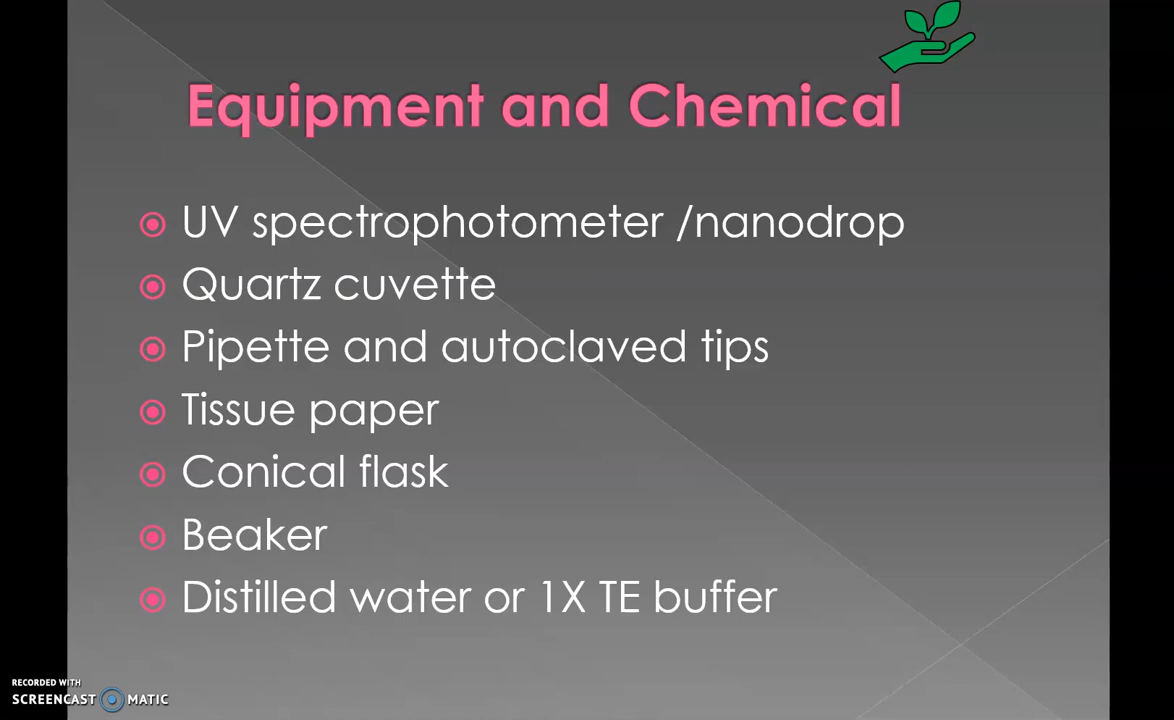 Equipment and Chemical
UV spectrophotometer /nanodrop
Quartz cuvette
Pipette and autoclaved tips
Tissue paper
Conical flask
Beaker
Distilled water or 1X TE buffer
RECORDED WITH
SCREENCAST MATIC